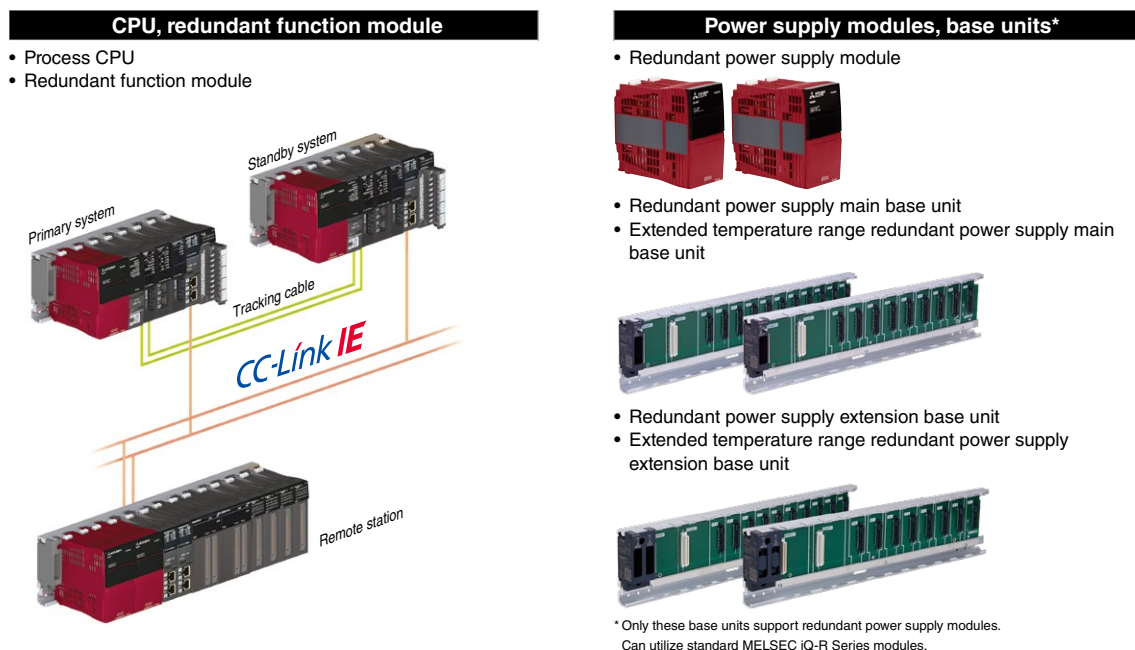 CPU, redundant function module
• Process CPU
• Redundant function module
Standby system
Primary system
Tracking cable
CC-Link IE
Remote station
Power supply modules, base units*
• Redundant power supply module
• Redundant power supply main base unit
• Extended temperature range redundant power supply main
base unit
• Redundant power supply extension base unit
• Extended temperature range redundant power supply
extension base unit
* Only these base units support redundant power supply modules.
Can utilize standard MELSEC iQ-R Series modules.